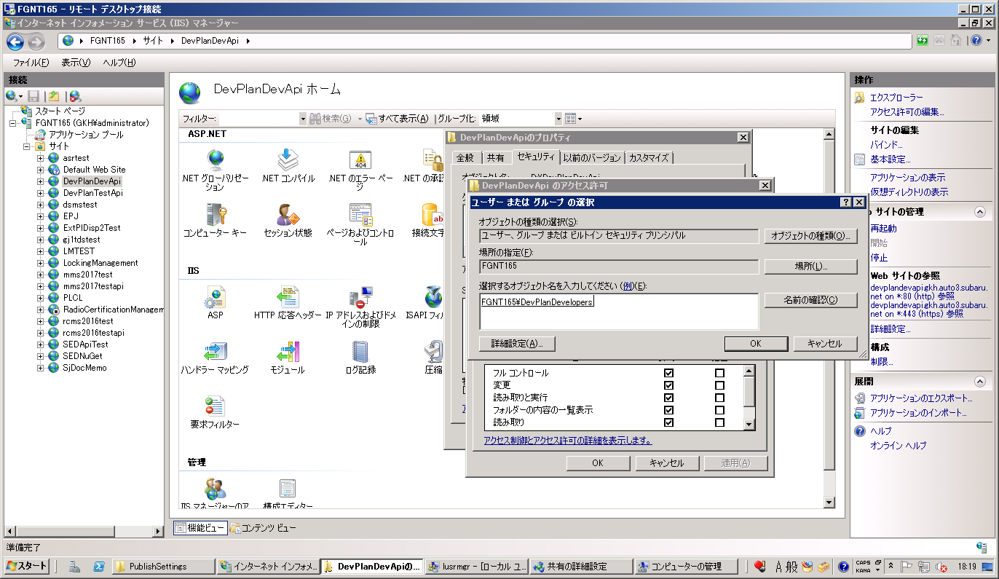 FGNT165 - リモート デスクトップ接続
インターネット インフォメーション サービス (IIS) マネージャー
FGNT165
サイト
DevPlanDevApi
ファイル(F)
表示(V)
ヘルプ(H)
接続
スタート ページ
FGNT165 (GKH¥administrator)
アプリケーション プール
サイト
asrtest
Default Web Site
DevPlanDevApi
DevPlanTestApi
dsmstest
EPJ
ExtPIDisp2Test
gj1tdstest
LMTEST
LockingManagement
mms2017test
mms2017testapi
PLCL
RadioCertificationManagem
rcms2016test
rcms2016testapi
SEDApiTest
SEDNuGet
SjDocMemo
DevPlanDevApi ホーム
フィルター:
検索(G)
すべて表示(A)
グループ化:
領域
ASP.NET
.NET グローバリゼーション
.NET コンパイル
.NET のエラー ページ
404
.NET の承認
コンピューター キー
セッション状態
ページおよびコントロール
接続文字
IIS
ASP
HTTP 応答ヘッダー
IP アドレスおよびドメインの制限
ISAPI フィル
ハンドラー マッピング
モジュール
ログ記録
圧縮
要求フィルター
管理
IIS マネージャーのア
構成エディター
機能ビュー
コンテンツ ビュー
DevPlanDevApiのプロパティ
全般
共有
セキュリティ
以前のバージョン
カスタマイズ
オブジェクト名:
D:¥DevPlanDevApi
DevPlanDevApi のアクセス許可
ユーザー または グループ の選択
オブジェクトの種類の選択(S):
ユーザー、グループ または ビルトイン セキュリティ プリンシパル
オブジェクトの種類(O)...
場所の指定(F):
FGNT165
場所(L)...
選択するオブジェクト名を入力してください (例)(E):
FGNT165¥DevPlanDevelopers
名前の確認(C)
詳細設定(A)...
OK
キャンセル
フル コントロール
変更
読み取りと実行
フォルダーの内容の一覧表示
読み取り
アクセス制御とアクセス許可の詳細を表示します。
OK
キャンセル
適用(A)
操作
エクスプローラー
アクセス許可の編集...
サイトの編集
バインド...
基本設定...
アプリケーションの表示
仮想ディレクトリの表示
サイトの管理
再起動
開始
停止
Web サイトの参照
devplandevapi.gkh.auto3.subaru.
net on *:80 (http) 参照
devplandevapi.gkh.auto3.subaru.
net on *:443 (https) 参照
詳細設定...
構成
制限...
展開
アプリケーションのエクスポート...
アプリケーションのインポート...
ヘルプ
オンライン ヘルプ
準備完了
スタート
PublishSettings
インターネット インフォメ...
DevPlanDevApiの...
lusrmgr - [ローカル ユ...
共有の詳細設定
コンピューターの管理
A 般
CAPS
KANA
18:19